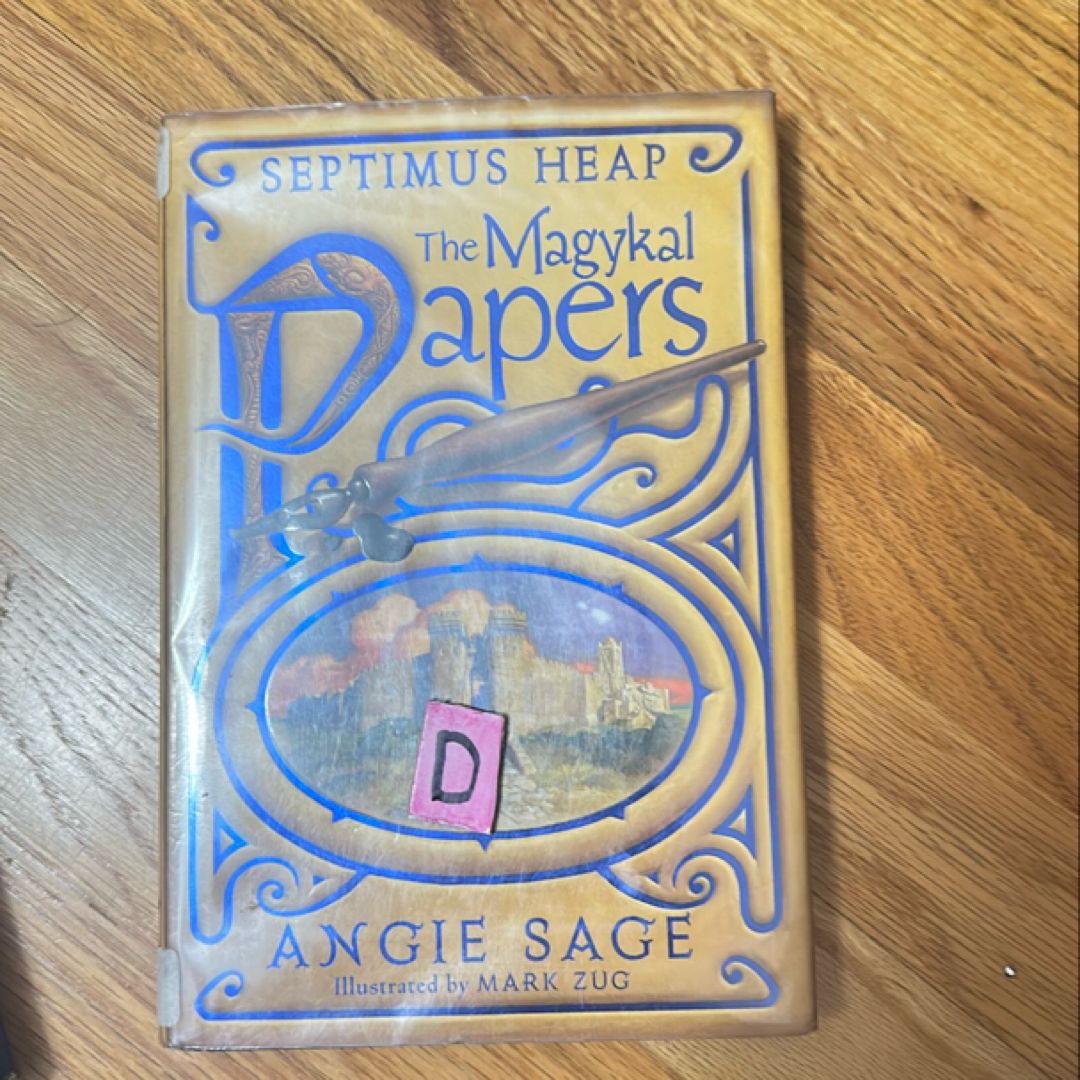 SEPTIMUS HEAP
The Magykal
Papers
D
ANGIE SAGE
Illustrated by MARK ZUG